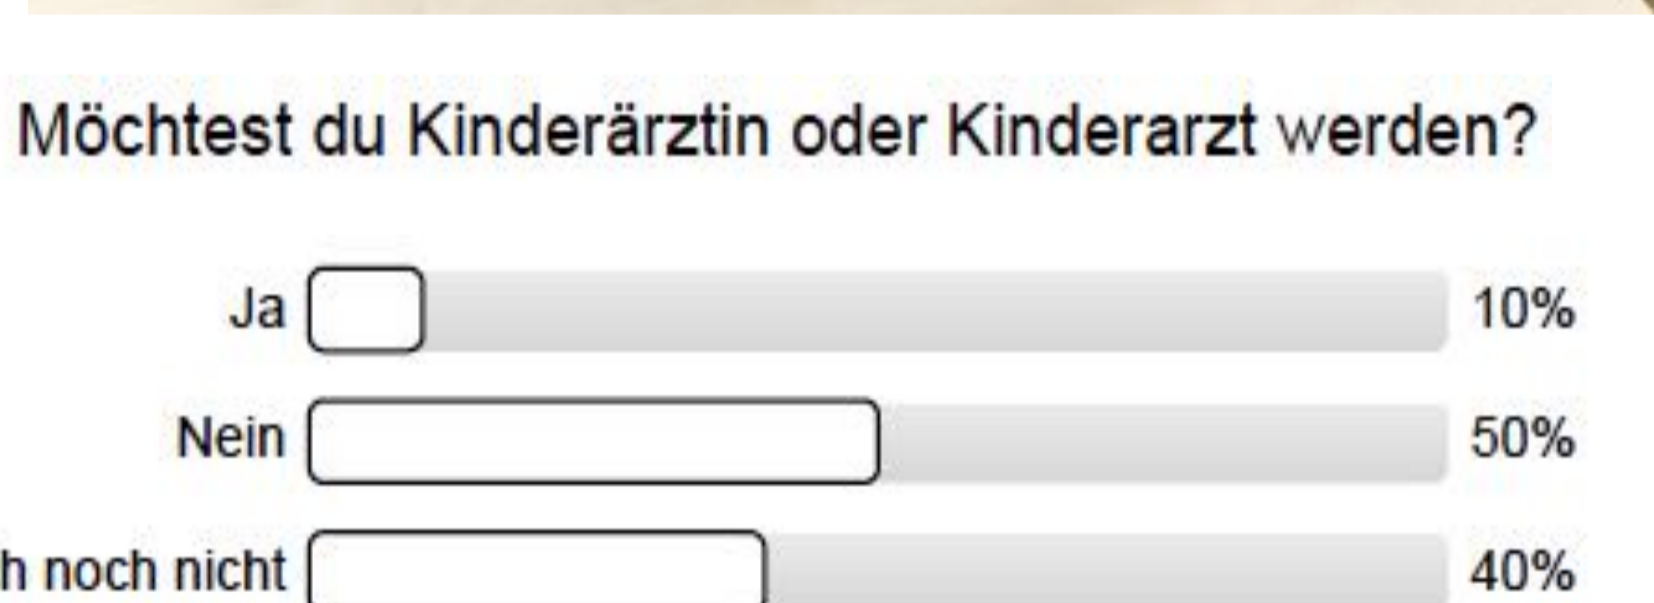 Möchtest du Kinderärztin oder Kinderarzt werden?
Ja 10%
Nein 50%
noch nicht 40%